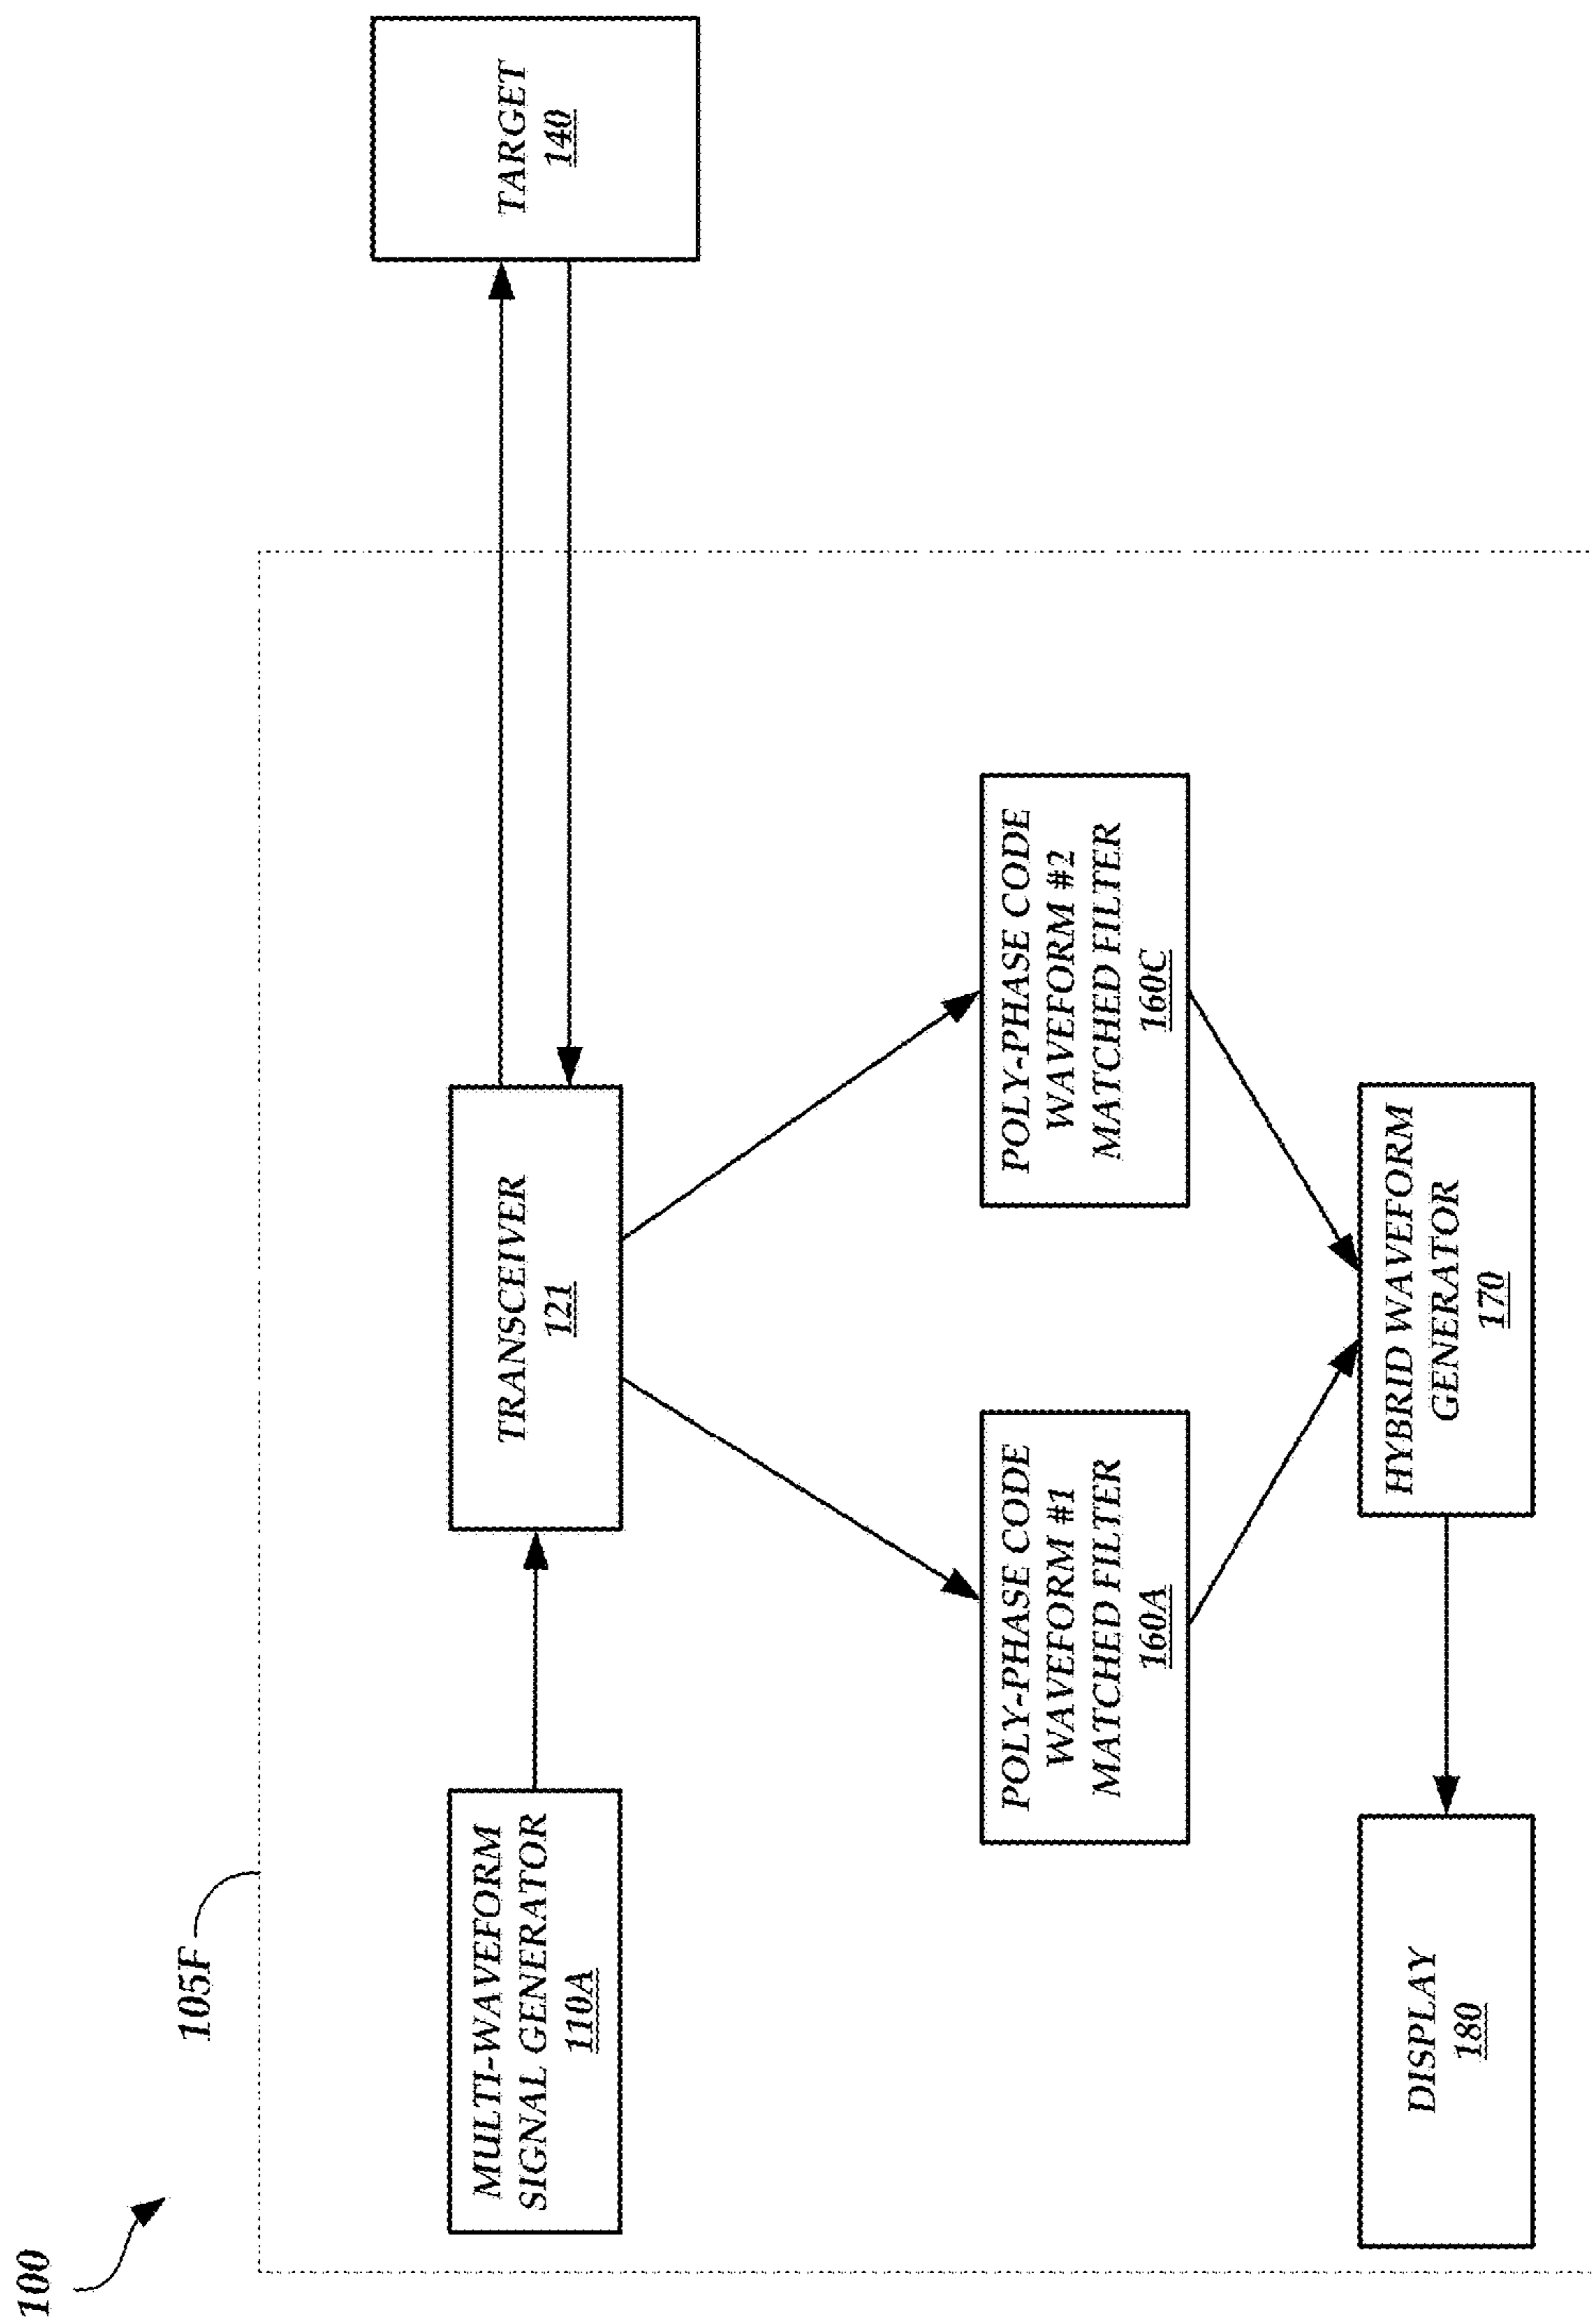 100
105F
MULTI-WAVEFORM
SIGNAL GENERATOR
110A
TRANSCEIVER
121
TARGET
140
POLY-PHASE CODE
WAVEFORM #1
MATCHED FILTER
160A
POLY-PHASE CODE
WAVEFORM #2
MATCHED FILTER
160C
DISPLAY
180
HYBRID WAVEFORM
GENERATOR
170